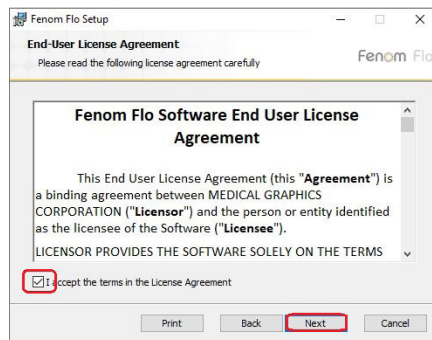 Fenom Flo Setup
End-User License Agreement
Please read the following license agreement carefully
Fenom Flo
Fenom Flo Software End User License
Agreement
This End User License Agreement (this "Agreement") is
a binding agreement between MEDICAL GRAPHICS
CORPORATION ("Licensor") and the person or entity identified
as the licensee of the Software ("Licensee").
LICENSOR PROVIDES THE SOFTWARE SOLELY ON THE TERMS
I accept the terms in the License Agreement
Print Back Next Cancel